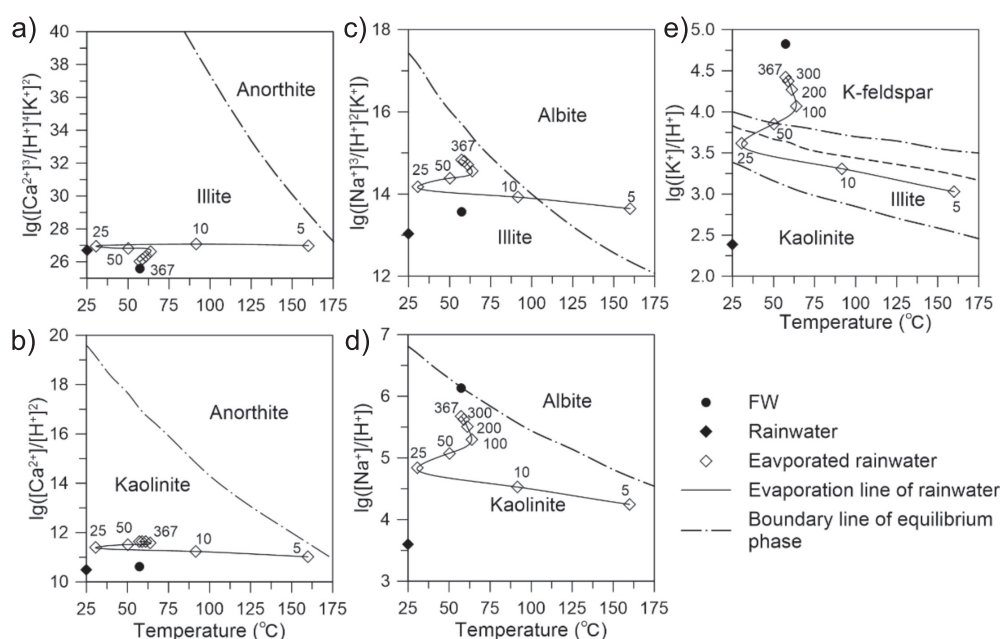 a)
lg([Ca²⁺]³/[H⁺]⁴[K⁺]²)
40
38
36
34
32
30
28
26
Anorthite
Illite
25
50
367
10
5
25 50 75 100 125 150 175
b)
lg([Ca²⁺]/[H⁺]²)
20
18
16
14
12
10
Anorthite
Kaolinite
25
50
367
10
5
25 50 75 100 125 150 175
Temperature (℃)
c)
lg([Na⁺]³/[H⁺]²[K⁺])
18
16
14
12
Albite
Illite
367
25
50
10
5
25 50 75 100 125 150 175
d)
lg([Na⁺]/[H⁺])
7
6
5
4
3
Albite
Kaolinite
367
300
200
100
25
50
10
5
25 50 75 100 125 150 175
Temperature (℃)
e)
lg([K⁺]/[H⁺])
5.0
4.5
4.0
3.5
3.0
2.5
2.0
K-feldspar
Illite
Kaolinite
367
300
200
100
50
25
10
5
25 50 75 100 125 150 175
Temperature (℃)
FW
Rainwater
Eavporated rainwater
Evaporation line of rainwater
Boundary line of equilibrium
phase